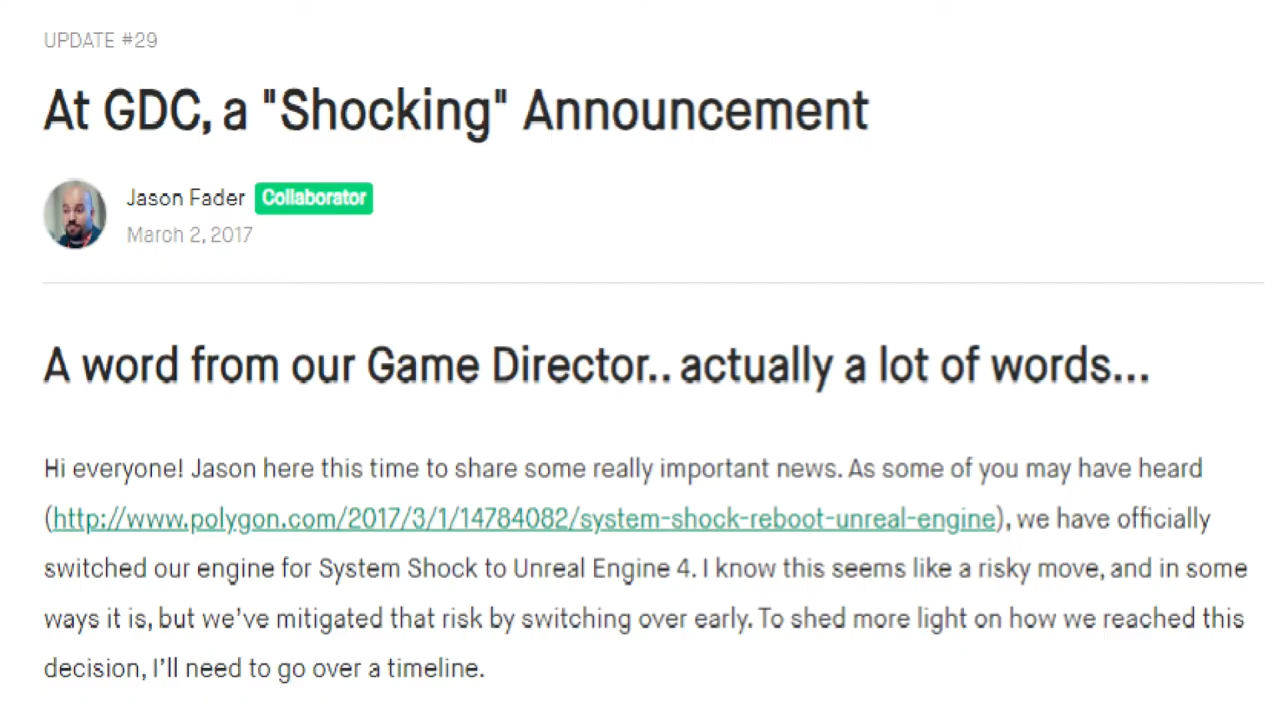 UPDATE #29
At GDC, a "Shocking" Announcement
Jason Fader Collaborator
March 2, 2017
A word from our Game Director.. actually a lot of words...
Hi everyone! Jason here this time to share some really important news. As some of you may have heard
(http://www.polygon.com/2017/3/1/14784082/system-shock-reboot-unreal-engine), we have officially
switched our engine for System Shock to Unreal Engine 4. I know this seems like a risky move, and in some
ways it is, but we've mitigated that risk by switching over early. To shed more light on how we reached this
decision, I'll need to go over a timeline.